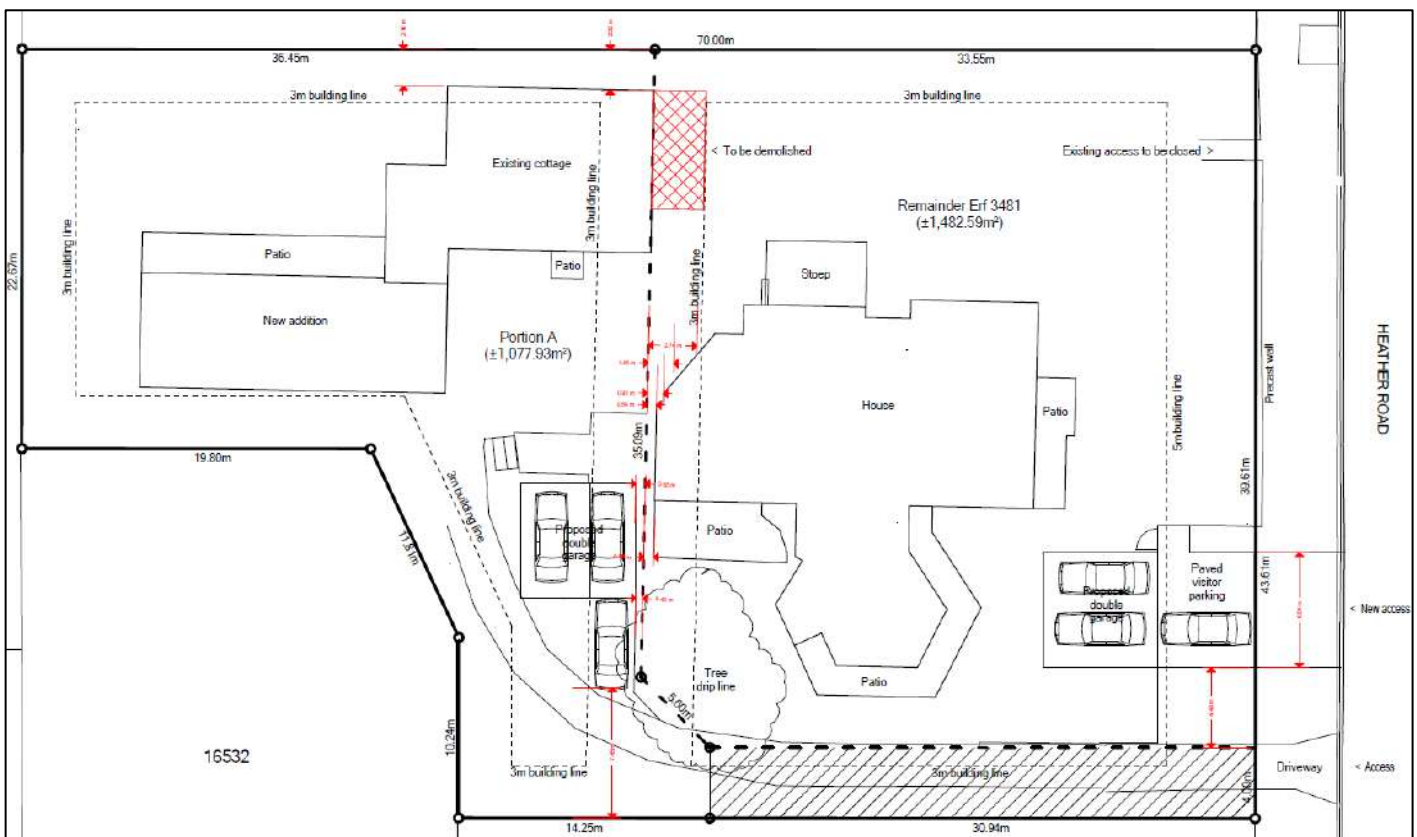 70.00m
36.45m
33.55m
3m building line
3m building line
< To be demolished
Existing access to be closed >
Existing cottage
3m building line
Remainder Erf 3481
(±1,482.59m²)
3m building line
22.67m
Patio
Patio
Stoep
3m building line
New addition
Portion A
(±1,077.93m²)
HEATHER ROAD
Precast wall
House
Patio
5m building line
35.09m
19.80m
39.61m
3m building line
11.81m
Proposed
double
garage
Patio
Paved
visitor
parking
43.61m
Proposed
double
garage
< New access
Tree
drip line
Patio
5.60m
10.24m
16532
3m building line
3m building line
4.00m
Driveway
< Access
14.25m
30.94m